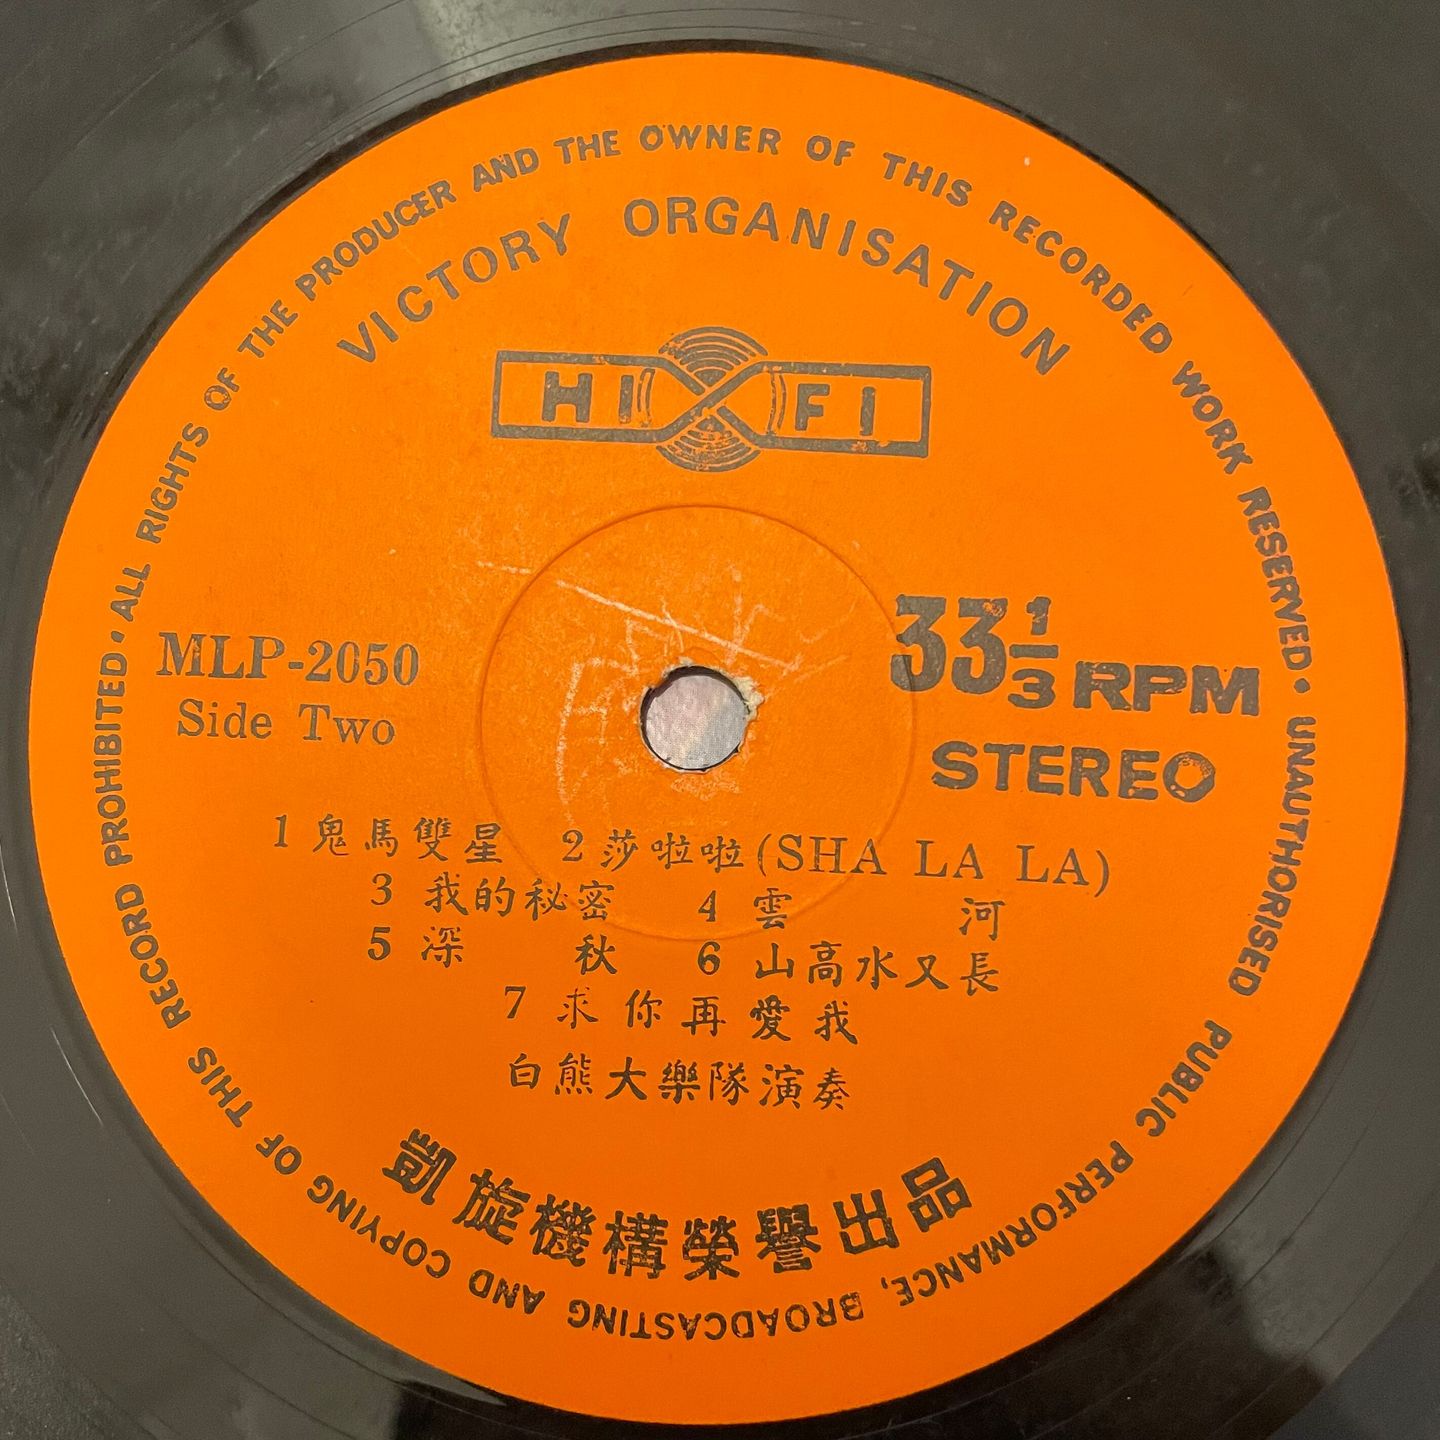 ALL RIGHTS OF THE PRODUCER AND THE OWNER OF THIS RECORDED WORK RESERVED • UNAUTHORISED PUBLIC PERFORMANCE, BROADCASTING AND COPYING OF THIS RECORD PROHIBITED •
VICTORY ORGANISATION
HI FI
33 1/3 RPM
STEREO
MLP-2050
Side Two
1 鬼馬雙星 2 莎啦啦(SHA LA LA)
3 我的秘密 4 雲 河
5 深 秋 6 山高水又長
7 求你再愛我
白熊大樂隊演奏
凱旋機構榮譽出品